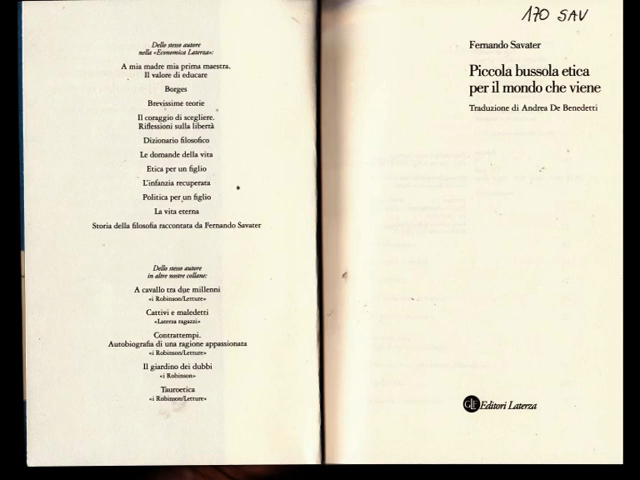 Dello stesso autore
nella «Economica Laterza»:
A mia madre mia prima maestra.
Il valore di educare
Borges
Brevissime teorie
Il coraggio di scegliere.
Riflessioni sulla libertà
Dizionario filosofico
Le domande della vita
Etica per un figlio
L'infanzia recuperata
Politica per un figlio
La vita eterna
Storia della filosofia raccontata da Fernando Savater
Dello stesso autore
in altre nostre collane:
A cavallo tra due millenni
«i Robinson/Letture»
Cattivi e maledetti
«Laterza ragazzi»
Contrattempi.
Autobiografia di una ragione appassionata
«i Robinson/Letture»
Il giardino dei dubbi
«i Robinson»
Tauroetica
«i Robinson/Letture»
170 SAV
Fernando Savater
Piccola bussola etica
per il mondo che viene
Traduzione di Andrea De Benedetti
GLF Editori Laterza